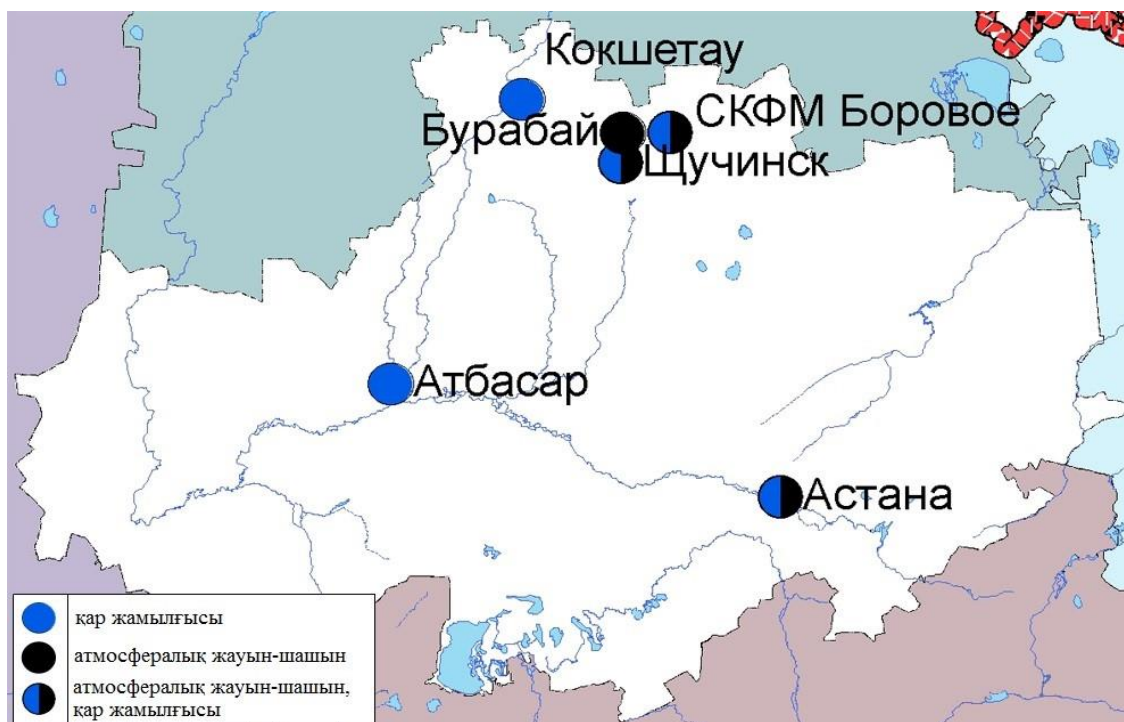 Кокшетау
СКФМ Боровое
Бурабай
Щучинск
Атбасар
Астана
қар жамылғысы
атмосфералық жауын-шашын
атмосфералық жауын-шашын,
қар жамылғысы